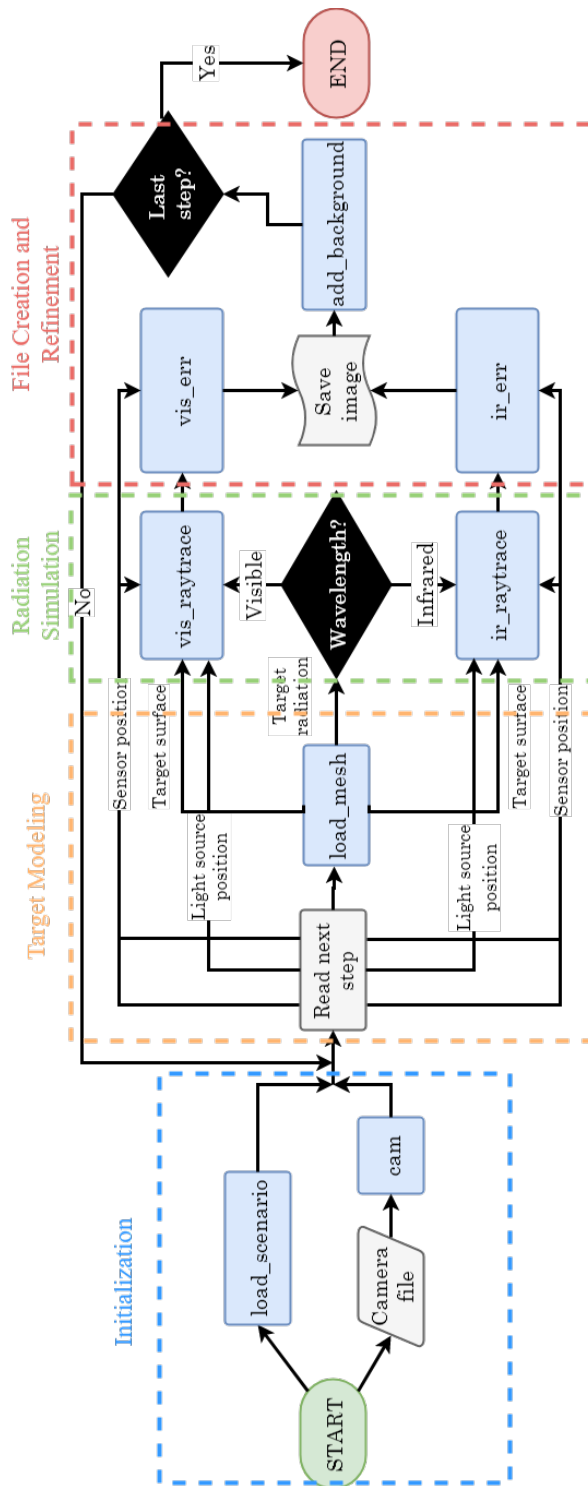 Initialization
Target Modeling
Radiation
Simulation
File Creation and
Refinement
START
load_scenario
Camera
file
cam
No
Read next
step
load_mesh
Sensor position
Target surface
Light source
position
Target
radiation
Light source
position
Target surface
Sensor position
vis_raytrace
Visible
Wavelength?
Infrared
ir_raytrace
vis_err
Save
image
ir_err
add_background
Last
step?
Yes
END